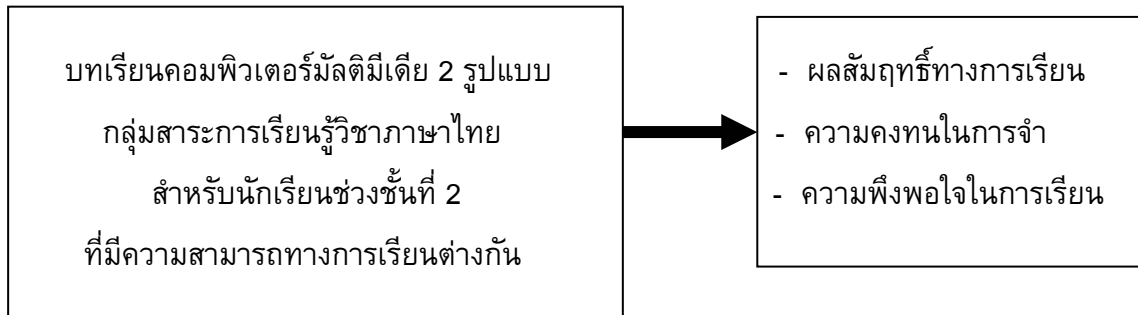 บทเรียนคอมพิวเตอร์มัลติมีเดีย 2 รูปแบบ
กลุ่มสาระการเรียนรู้วิชาภาษาไทย
สำหรับนักเรียนช่วงชั้นที่ 2
ที่มีความสามารถทางการเรียนต่างกัน
- ผลสัมฤทธิ์ทางการเรียน
- ความคงทนในการจำ
- ความพึงพอใจในการเรียน